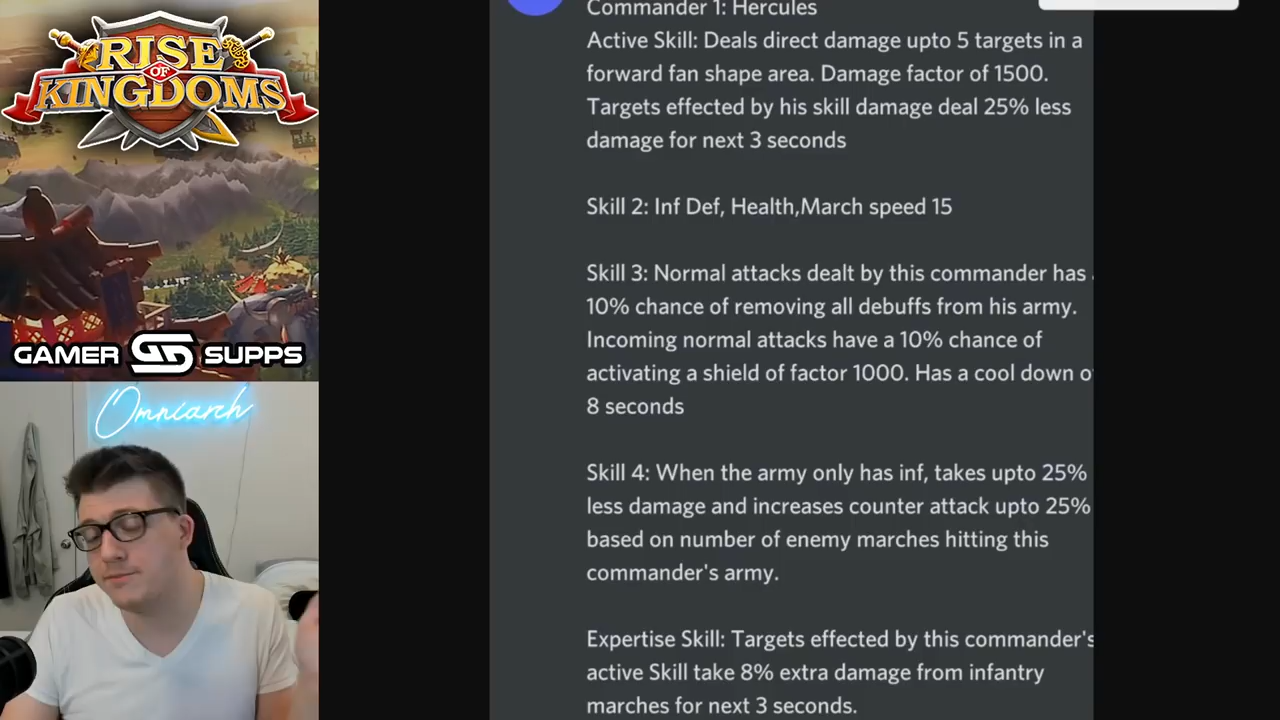 RISE
OF
KINGDOMS
GAMER GS SUPPS
Omniarch
Commander 1: Hercules
Active Skill: Deals direct damage upto 5 targets in a
forward fan shape area. Damage factor of 1500.
Targets effected by his skill damage deal 25% less
damage for next 3 seconds
Skill 2: Inf Def, Health,March speed 15
Skill 3: Normal attacks dealt by this commander has
10% chance of removing all debuffs from his army.
Incoming normal attacks have a 10% chance of
activating a shield of factor 1000. Has a cool down o
8 seconds
Skill 4: When the army only has inf, takes upto 25%
less damage and increases counter attack upto 25%
based on number of enemy marches hitting this
commander's army.
Expertise Skill: Targets effected by this commander's
active Skill take 8% extra damage from infantry
marches for next 3 seconds.